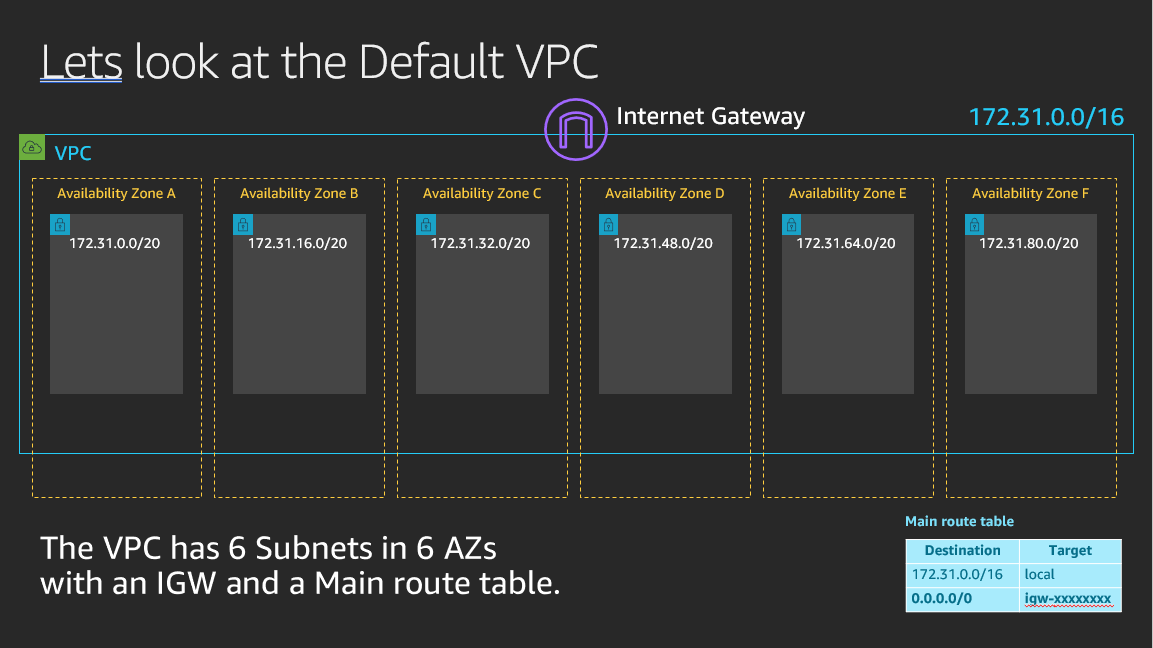 Lets look at the Default VPC
Internet Gateway
172.31.0.0/16
VPC
Availability Zone A
Availability Zone B
Availability Zone C
Availability Zone D
Availability Zone E
Availability Zone F
172.31.0.0/20
172.31.16.0/20
172.31.32.0/20
172.31.48.0/20
172.31.64.0/20
172.31.80.0/20
The VPC has 6 Subnets in 6 AZs
with an IGW and a Main route table.
Main route table
Destination Target
172.31.0.0/16 local
0.0.0.0/0 igw-xxxxxxxx